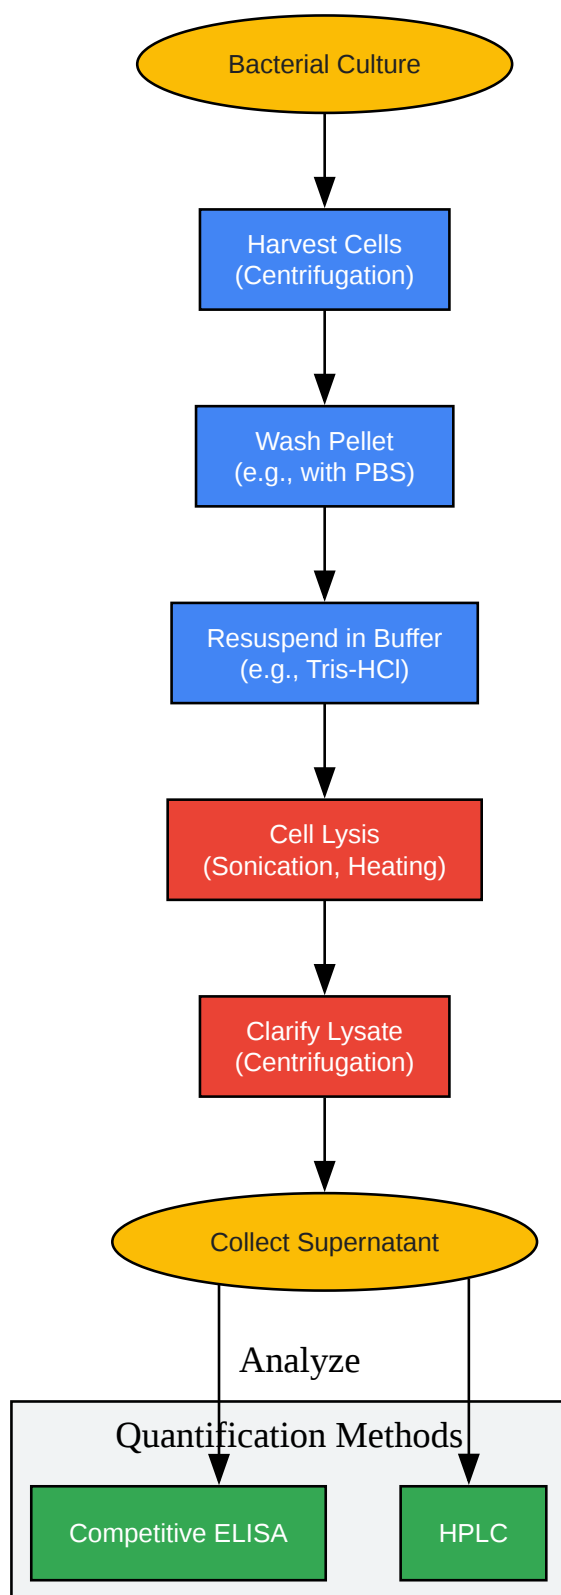 Bacterial Culture
Harvest Cells
(Centrifugation)
Wash Pellet
(e.g., with PBS)
Resuspend in Buffer
(e.g., Tris-HCl)
Cell Lysis
(Sonication, Heating)
Clarify Lysate
(Centrifugation)
Collect Supernatant
Analyze
Quantification Methods
Competitive ELISA
HPLC